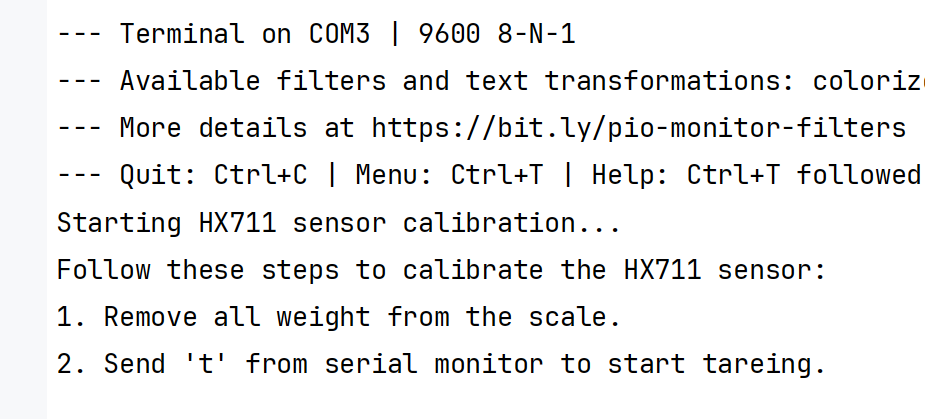 --- Terminal on COM3 | 9600 8-N-1
--- Available filters and text transformations:
--- More details at https://bit.ly/pio-monitor-filters
--- Quit: Ctrl+C | Menu: Ctrl+T | Help: Ctrl+T followed
Starting HX711 sensor calibration...
Follow these steps to calibrate the HX711 sensor:
1. Remove all weight from the scale.
2. Send 't' from serial monitor to start tareing.